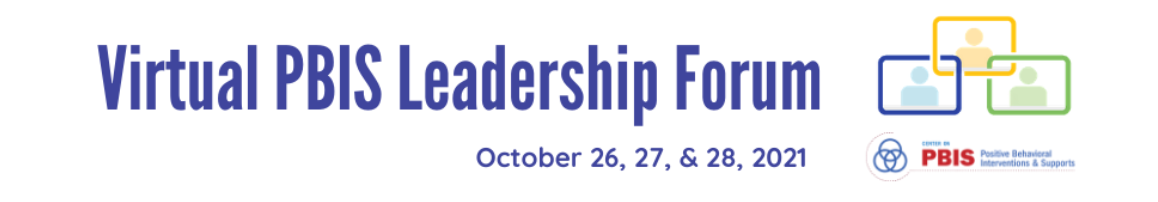 Virtual PBIS Leadership Forum
October 26, 27, & 28, 2021
CENTER ON
PBIS
Positive Behavioral
Interventions & Supports